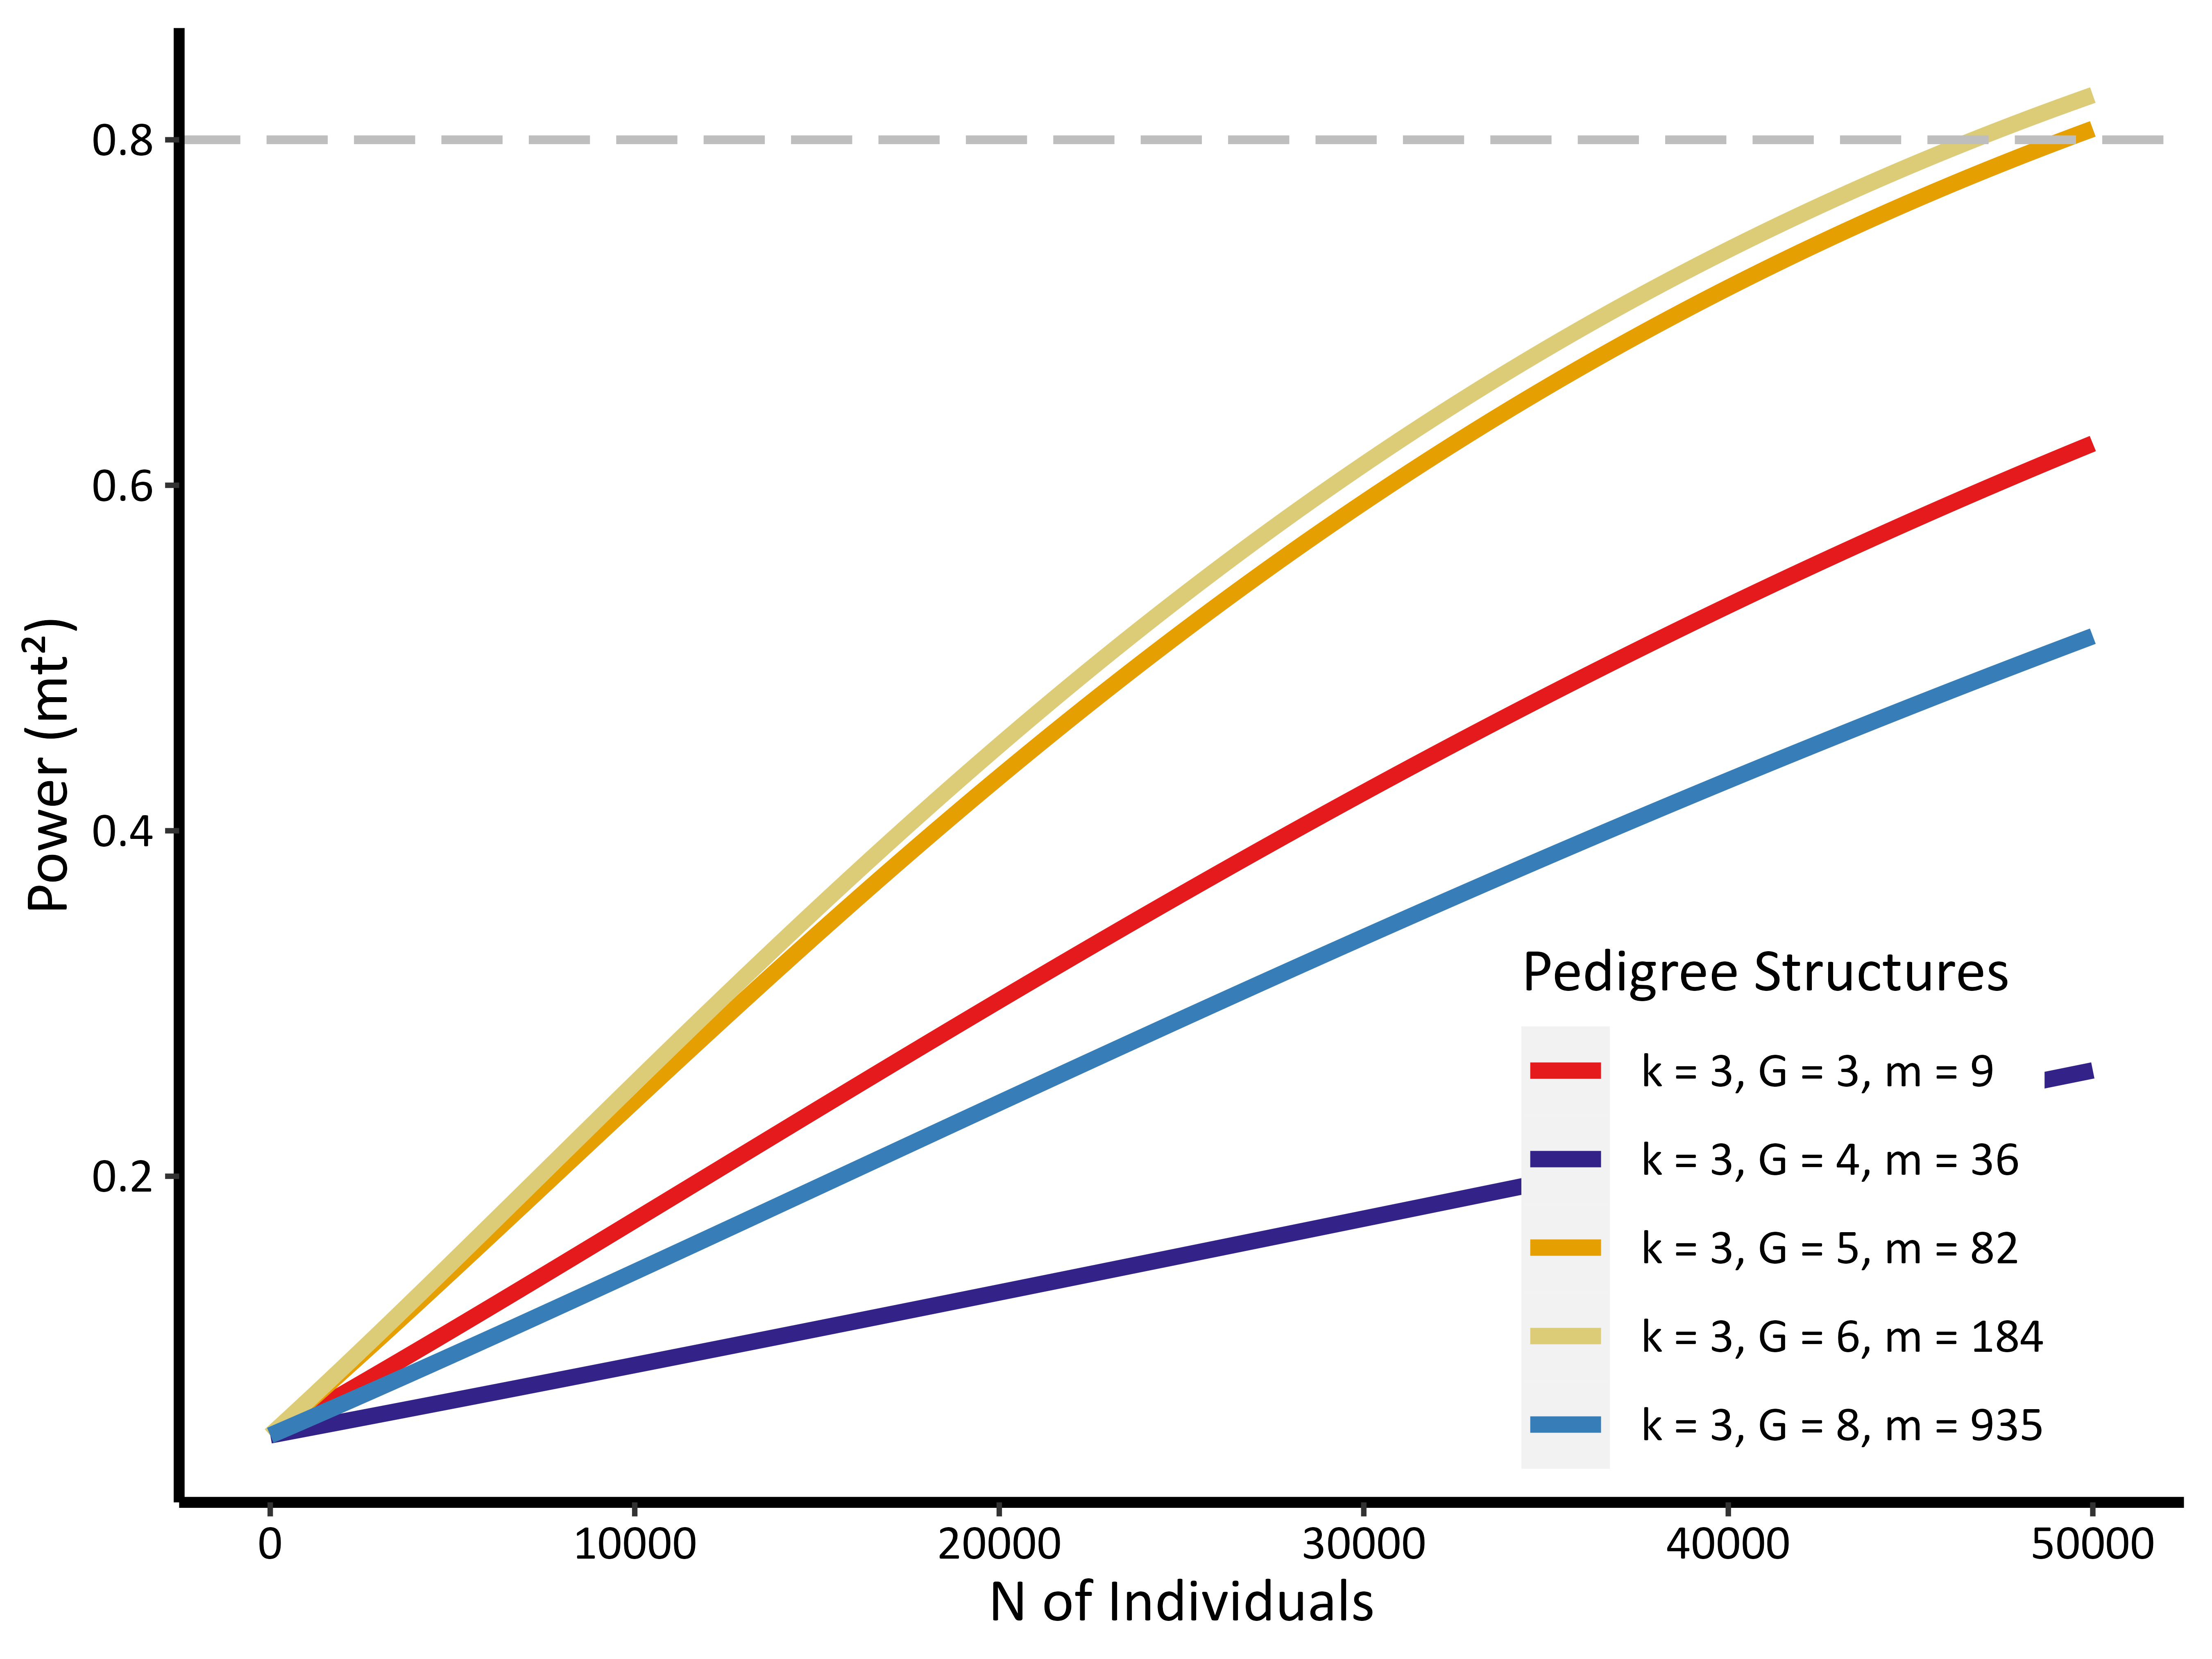 0.8
0.6
0.4
0.2
Power (mt²)
0
10000
20000
30000
40000
50000
N of Individuals
Pedigree Structures
k = 3, G = 3, m = 9
k = 3, G = 4, m = 36
k = 3, G = 5, m = 82
k = 3, G = 6, m = 184
k = 3, G = 8, m = 935